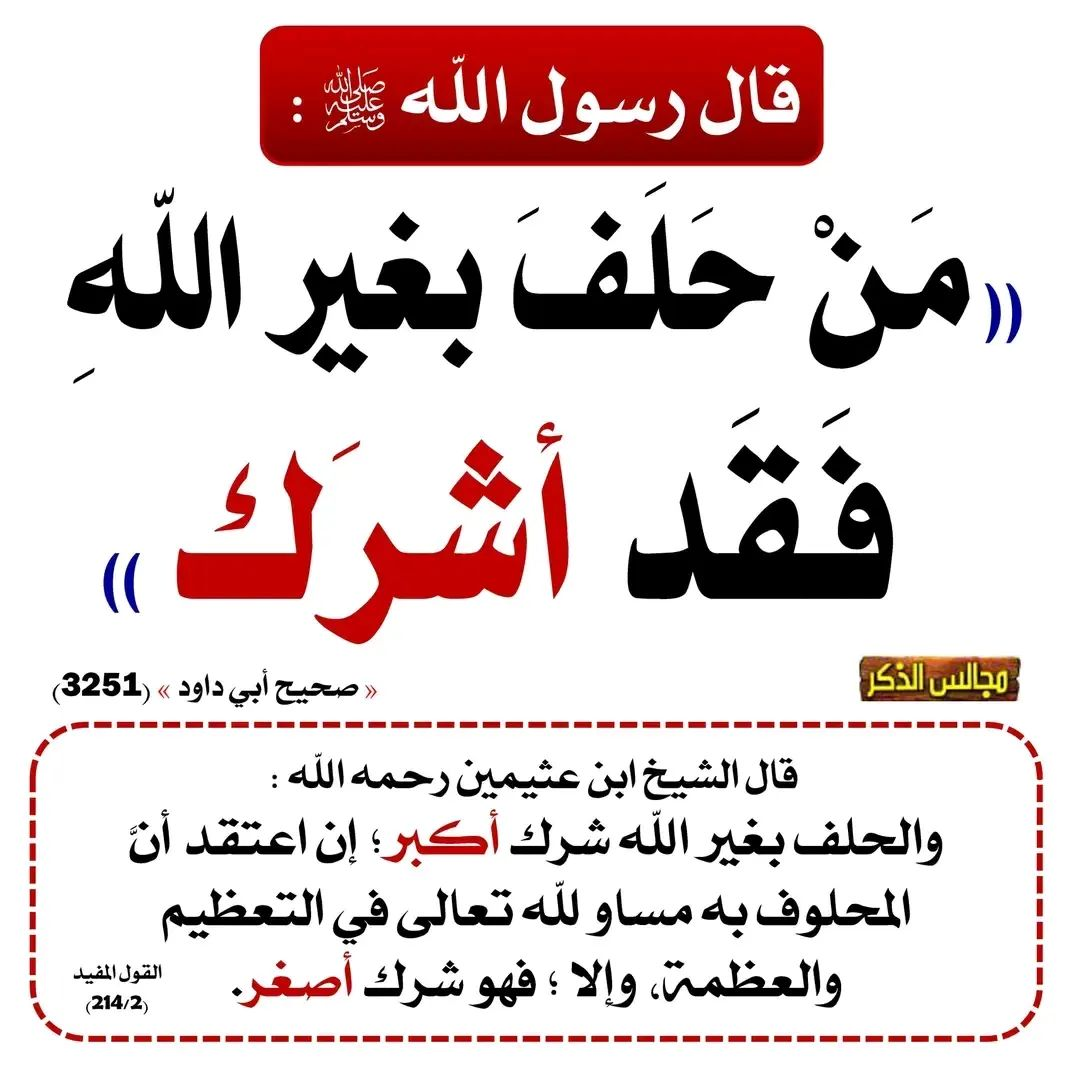 قال رسول الله ﷺ :
(( مَنْ حَلَفَ بغير اللّهِ
فَقَد أشرَك ))
« صحيح أبي داود » (3251)
مجالس الذكر
قال الشيخ ابن عثيمين رحمه الله :
والحلف بغير الله شرك أكبر؛ إن اعتقد أنَّ
المحلوف به مساو لله تعالى في التعظيم
والعظمة، وإلا ؛ فهو شرك أصغر.
القول المفيد
(214/2)